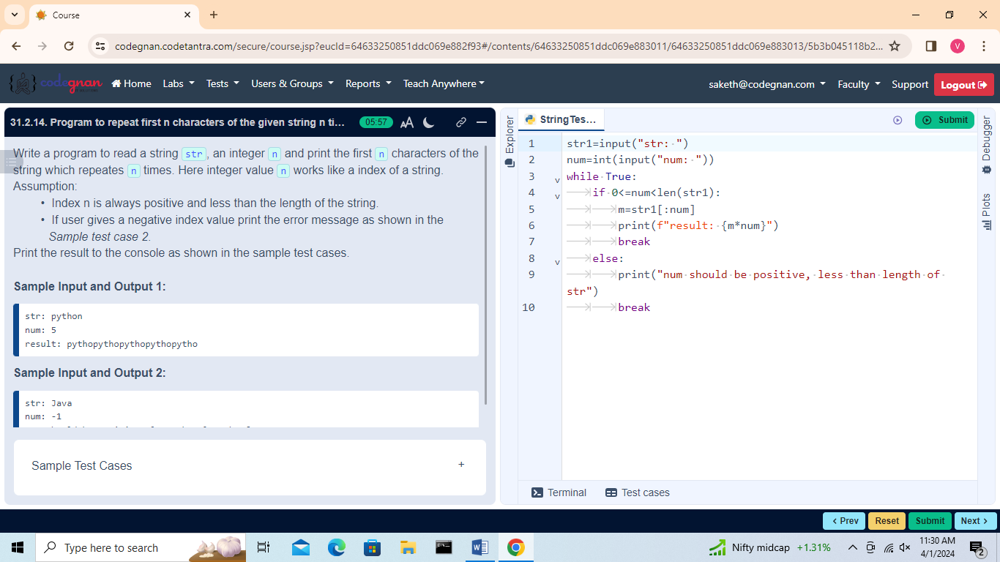 Course
codegnan.codetantra.com/secure/course.jsp?eucId=64633250851ddc069e882f93#/contents/64633250851ddc069e883011/64633250851ddc069e883013/5b3b045118b2...
V
codegnan
Home Labs Tests Users & Groups Reports Teach Anywhere
saketh@codegnan.com Faculty Support Logout
31.2.14. Program to repeat first n characters of the given string n ti... 05:57 AA
Write a program to read a string str , an integer n and print the first n characters of the
string which repeates n times. Here integer value n works like a index of a string.
Assumption:
• Index n is always positive and less than the length of the string.
• If user gives a negative index value print the error message as shown in the
Sample test case 2.
Print the result to the console as shown in the sample test cases.
Sample Input and Output 1:
str: python
num: 5
result: pythopythopythopythopytho
Sample Input and Output 2:
str: Java
num: -1
Sample Test Cases +
Explorer
StringTes...
Submit
1 str1=input("str: ")
2 num=int(input("num: "))
3 while True:
4 if 0<=num<len(str1):
5 m=str1[:num]
6 print(f"result: {m*num}")
7 break
8 else:
9 print("num should be positive, less than length of
str")
10 break
Debugger
Plots
Terminal Test cases
< Prev Reset Submit Next >
Type here to search
Nifty midcap +1.31%
11:30 AM
4/1/2024
2